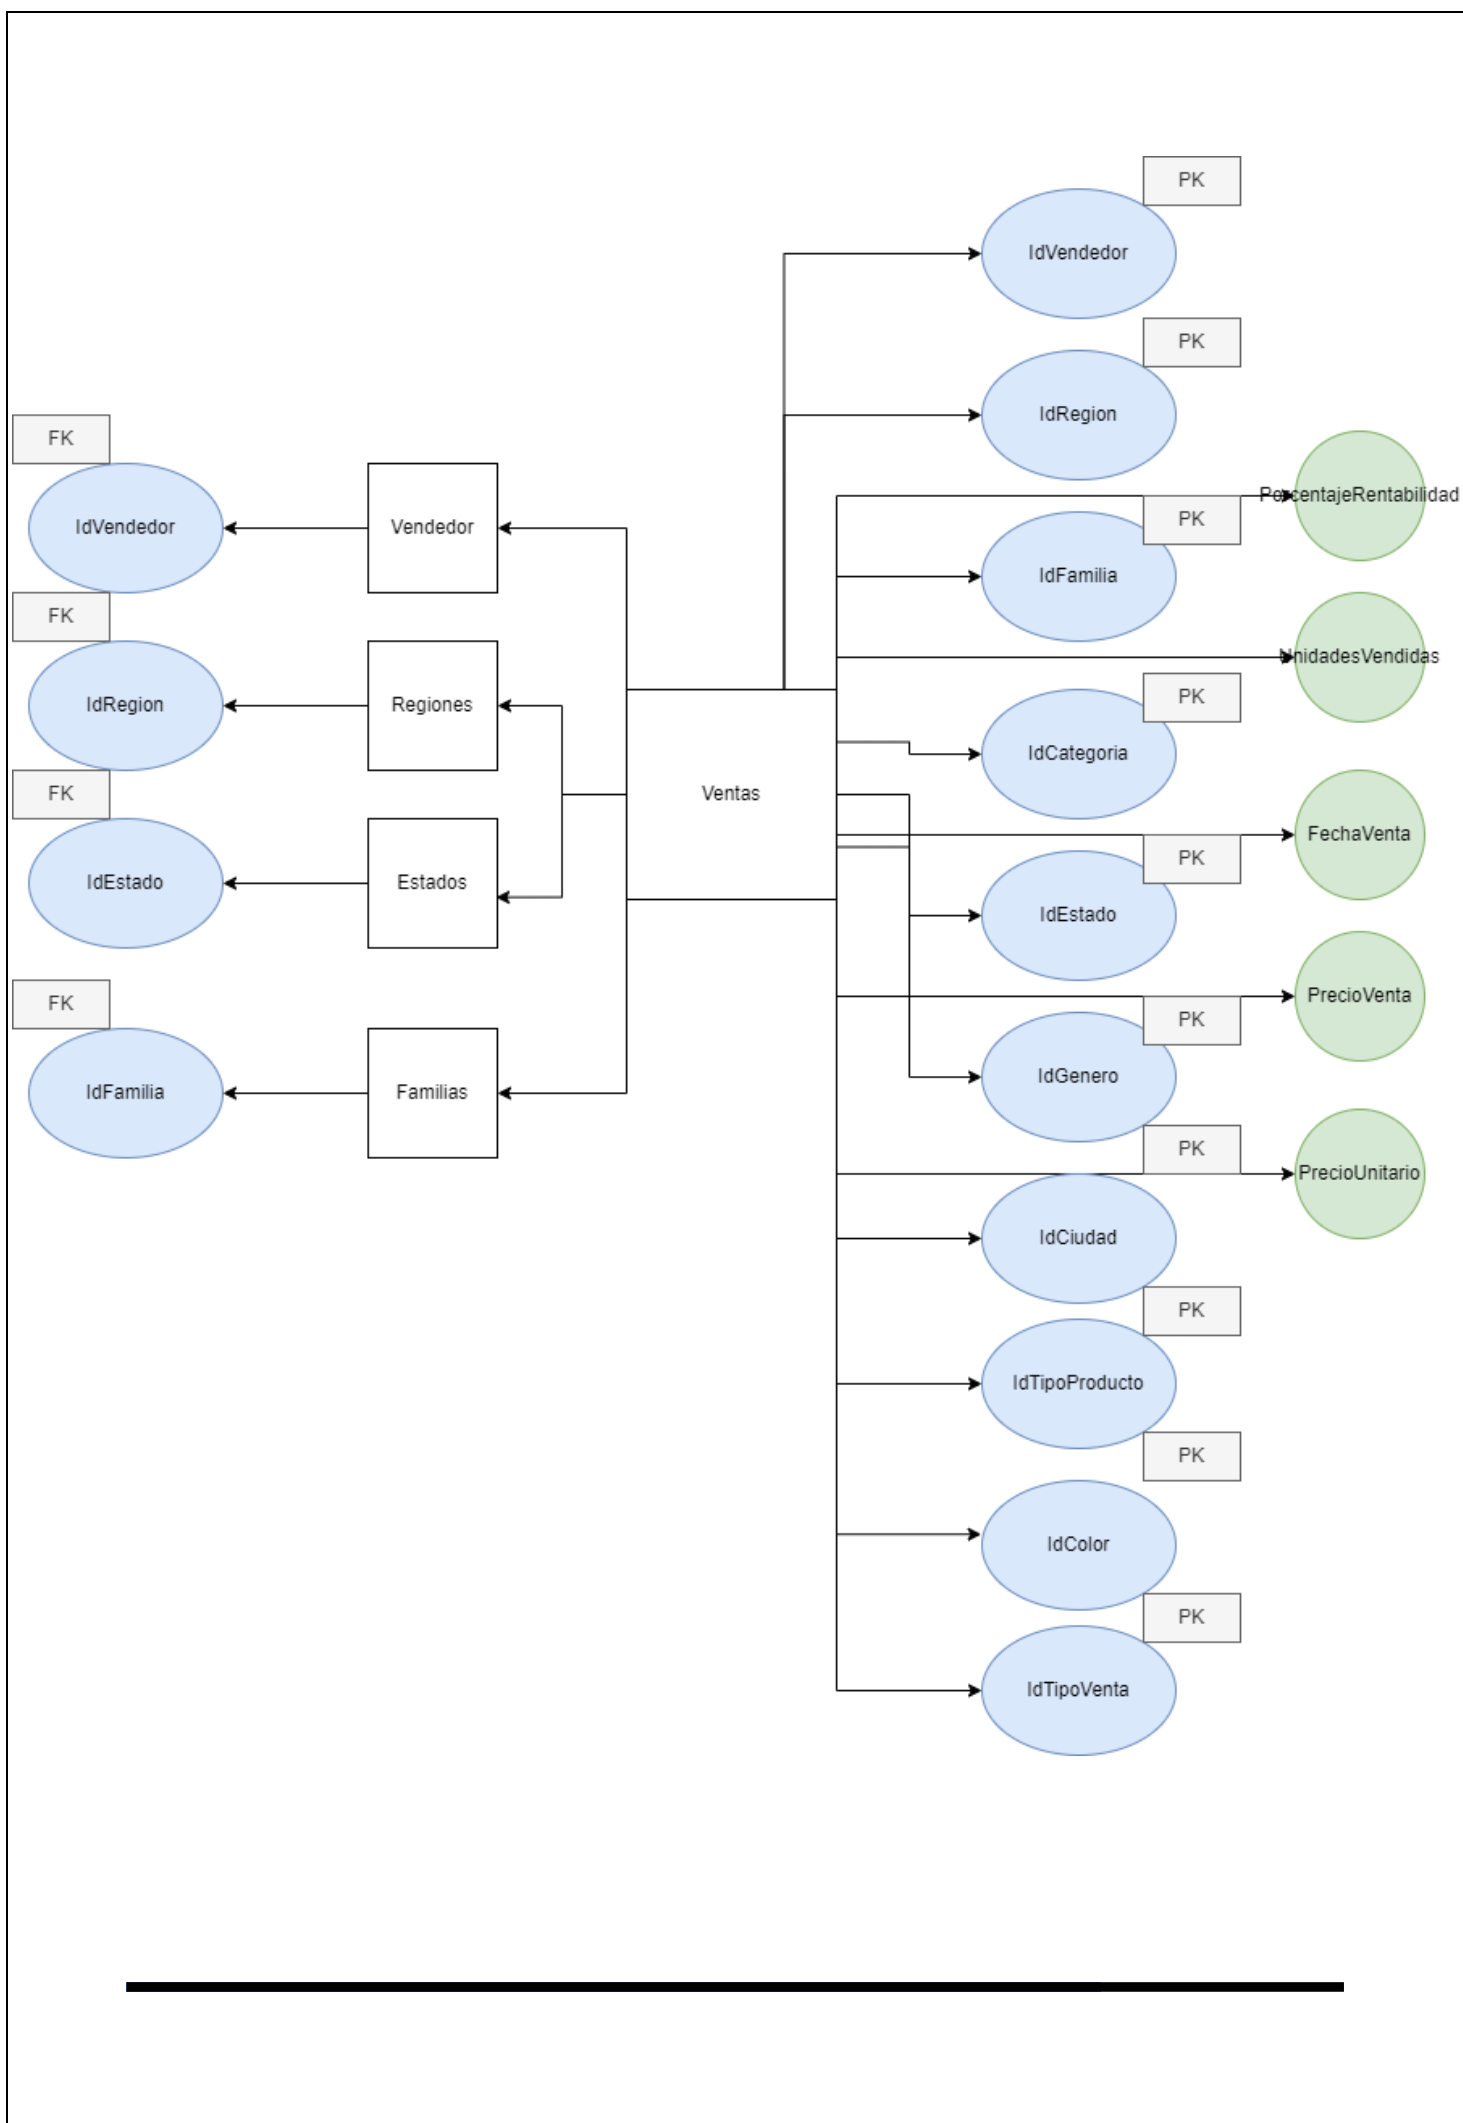 PK
IdVendedor
PK
IdRegion
FK
IdVendedor
Vendedor
PorcentajeRentabilidad
PK
IdFamilia
FK
IdRegion
Regiones
UnidadesVendidas
PK
IdCategoria
Ventas
FK
IdEstado
Estados
FechaVenta
PK
IdEstado
FK
IdFamilia
Familias
PrecioVenta
PK
IdGenero
PK
PrecioUnitario
IdCiudad
PK
IdTipoProducto
PK
IdColor
PK
IdTipoVenta